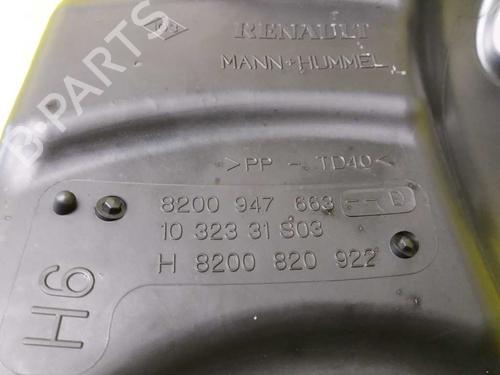 RENAULT
MANN+HUMMEL
B-PARTS
>PP - TD40<
8200 947 663 -- D
10 323 31 S03
H 8200 820 922
H6